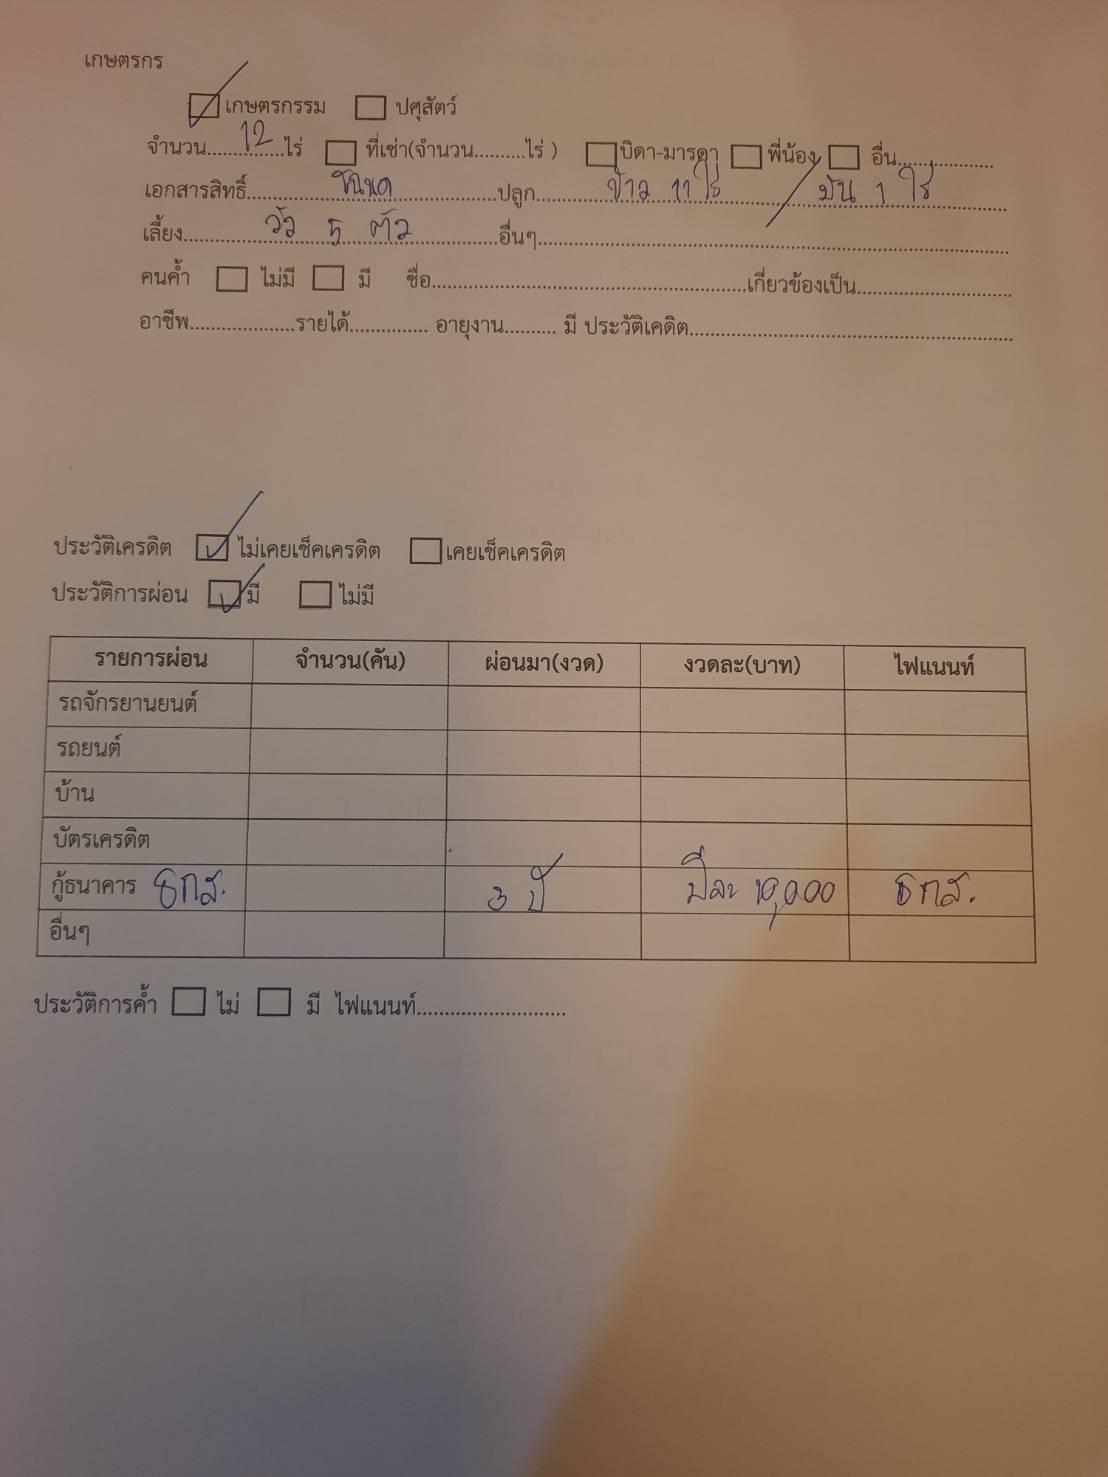 เกษตรกร
เกษตรกรรม ปศุสัตว์
จำนวน....12....ไร่ ที่เช่า(จำนวน.........ไร่ ) บิดา-มารดา พี่น้อง อื่น..................
เอกสารสิทธิ์....โฉนด....ปลูก....ข้าว 11 ไร่ / มัน 1 ไร่
เลี้ยง....วัว 5 ตัว....อื่นๆ....
คนค้ำ ไม่มี มี ชื่อ....เกี่ยวข้องเป็น....
อาชีพ....รายได้.... อายุงาน.... มี ประวัติเคดิต....
ประวัติเครดิต ไม่เคยเช็คเครดิต เคยเช็คเครดิต
ประวัติการผ่อน มี ไม่มี
รายการผ่อน จำนวน(คัน) ผ่อนมา(งวด) งวดละ(บาท) ไฟแนนท์
รถจักรยานยนต์
รถยนต์
บ้าน
บัตรเครดิต
กู้ธนาคาร ธกส. 3 ปี ปีละ ธกส.
อื่นๆ
ประวัติการค้ำ ไม่ มี ไฟแนนท์....